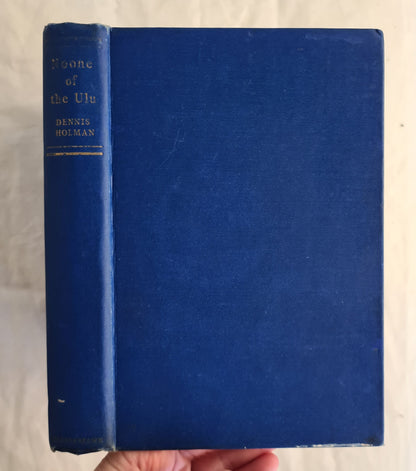 Noone
of
the Ulu
DENNIS
HOLMAN